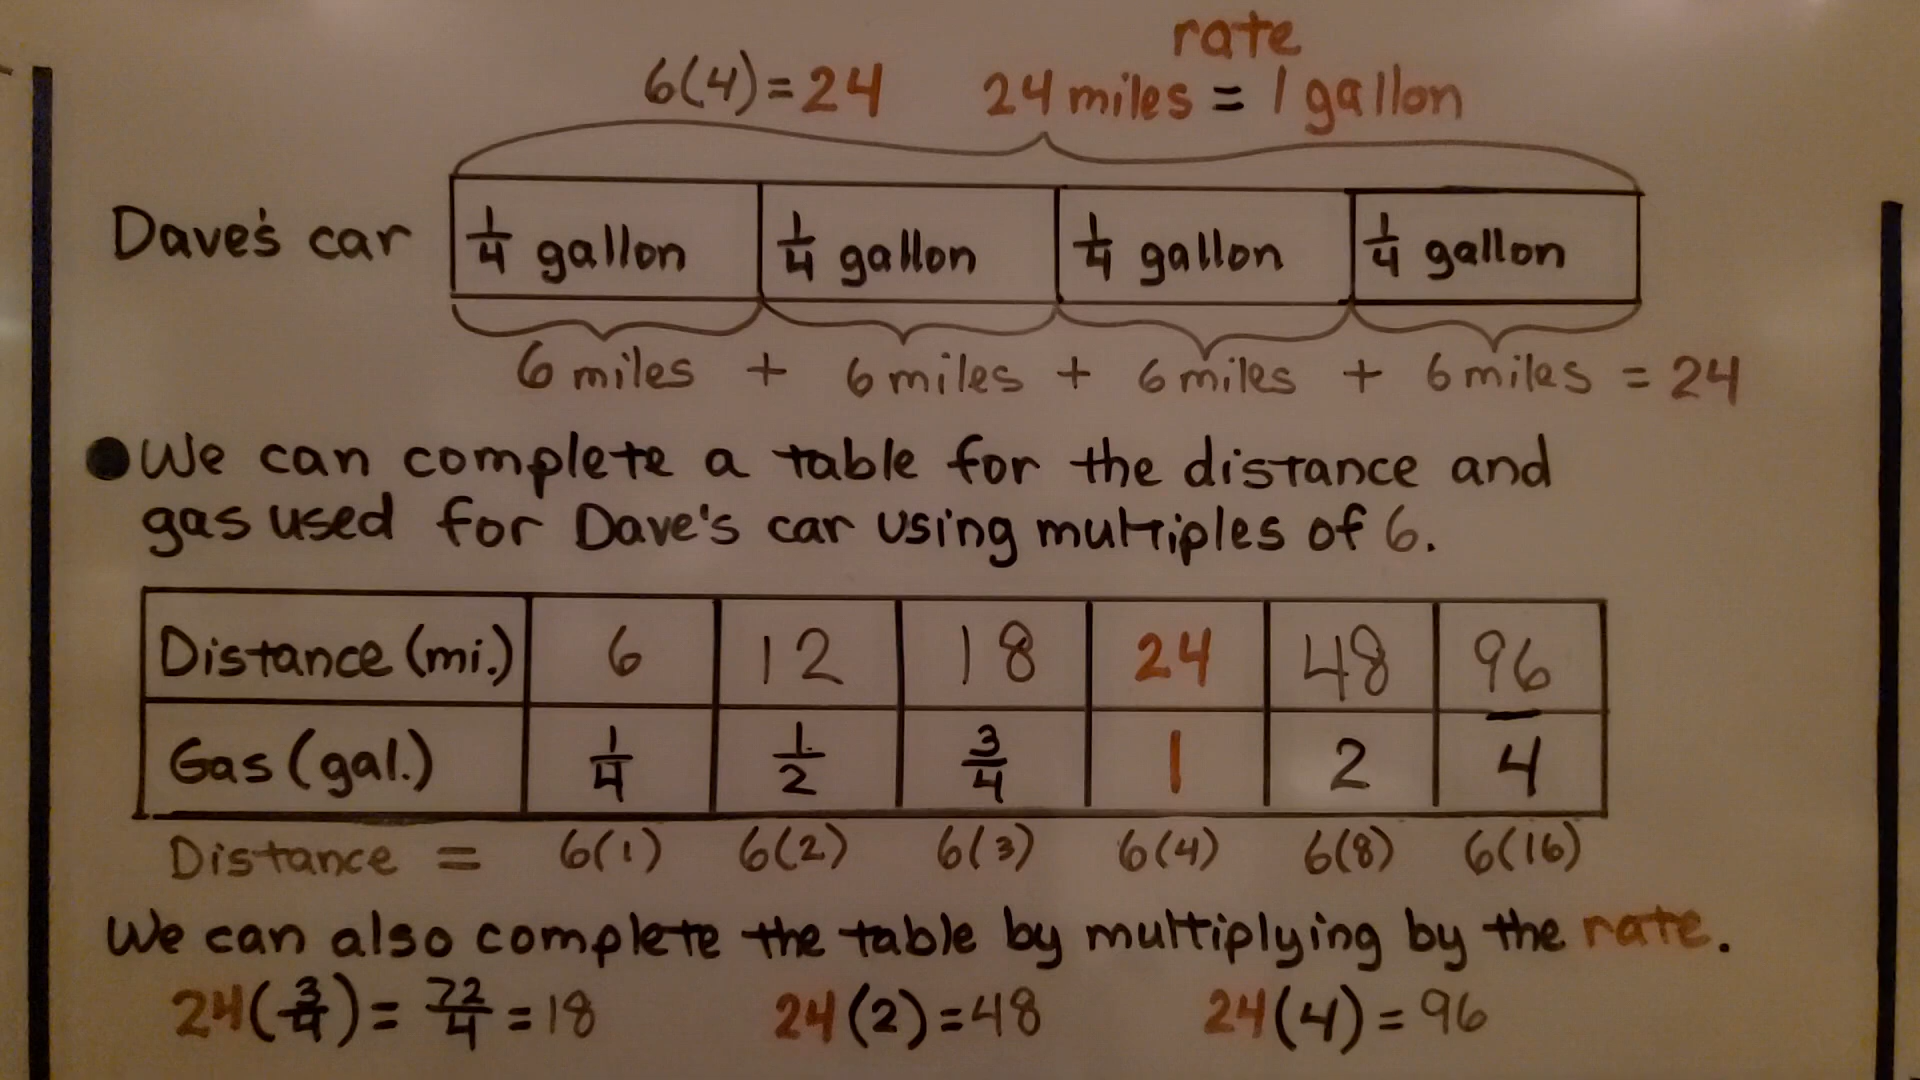 rate
6(4)=24 24 miles = 1 gallon
Dave's car 1/4 gallon 1/4 gallon 1/4 gallon 1/4 gallon
6 miles + 6 miles + 6 miles + 6 miles = 24
●We can complete a table for the distance and
gas used for Dave's car using multiples of 6.
Distance (mi.) 6 12 18 24 48 96
Gas (gal.) 1/4 1/2 3/4 1 2 4
Distance = 6(1) 6(2) 6(3) 6(4) 6(8) 6(16)
We can also complete the table by multiplying by the rate.
24(3/4)= 72/4 =18 24(2)=48 24(4)=96